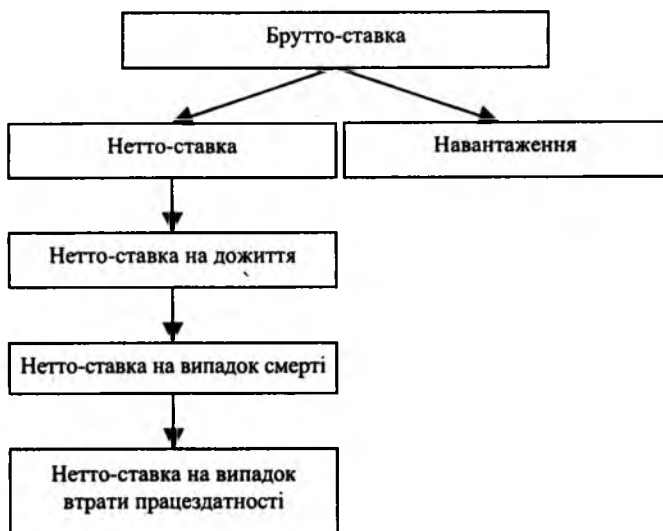 Брутто-ставка
Нетто-ставка
Навантаження
Нетто-ставка на дожиття
Нетто-ставка на випадок смерті
Нетто-ставка на випадок
втрати працездатності